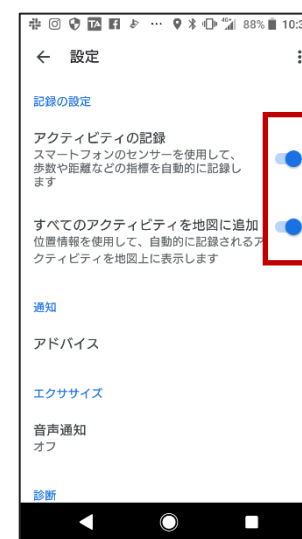 88% 10:3
設定
記録の設定
アクティビティの記録
スマートフォンのセンサーを使用して、
歩数や距離などの指標を自動的に記録し
ます
すべてのアクティビティを地図に追加
位置情報を使用して、自動的に記録されるア
クティビティを地図上に表示します
通知
アドバイス
エクササイズ
音声通知
オフ
診断